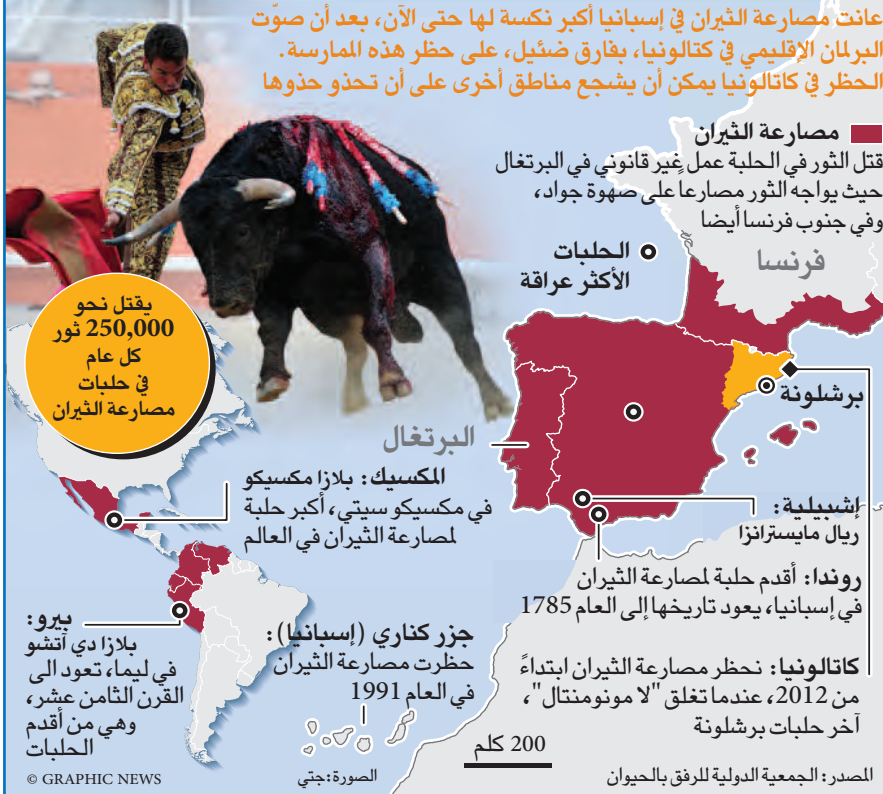 عانت مصارعة الثيران في إسبانيا أكبر نكسة لها حتى الآن، بعد أن صوّت
البرلمان الإقليمي في كتالونيا، بفارق ضئيل، على حظر هذه الممارسة.
الحظر في كاتالونيا يمكن أن يشجع مناطق أخرى على أن تحذو حذوها
مصارعة الثيران
قتل الثور في الحلبة عمل غير قانوني في البرتغال
حيث يواجه الثور مصارعاً على صهوة جواد،
وفي جنوب فرنسا أيضا
الحلبات
الأكثر عراقة
فرنسا
يقتل نحو
250,000 ثور
كل عام
في حلبات
مصارعة الثيران
برشلونة
البرتغال
المكسيك: بلازا مكسيكو
في مكسيكو سيتي، أكبر حلبة
لمصارعة الثيران في العالم
إشبيلية:
ريال مايسترانزا
روندا: أقدم حلبة لمصارعة الثيران
في إسبانيا، يعود تاريخها إلى العام 1785
بيرو:
بلازا دي آتشو
في ليما، تعود الى
القرن الثامن عشر،
وهي من أقدم
الحلبات
جزر كناري (إسبانيا):
حظرت مصارعة الثيران
في العام 1991
كاتالونيا: نحظر مصارعة الثيران ابتداءً
من 2012، عندما تغلق "لا مونومنتال"،
آخر حلبات برشلونة
200 كلم
المصدر: الجمعية الدولية للرفق بالحيوان
الصورة:جتي
© GRAPHIC NEWS